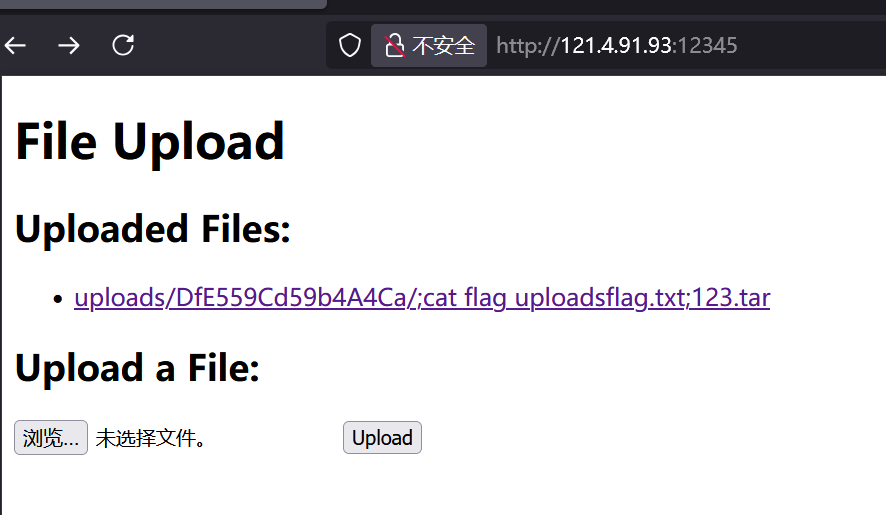 不安全 http://121.4.91.93:12345
File Upload
Uploaded Files:
• uploads/DfE559Cd59b4A4Ca/;cat flag uploadsflag.txt;123.tar
Upload a File:
浏览... 未选择文件。 Upload